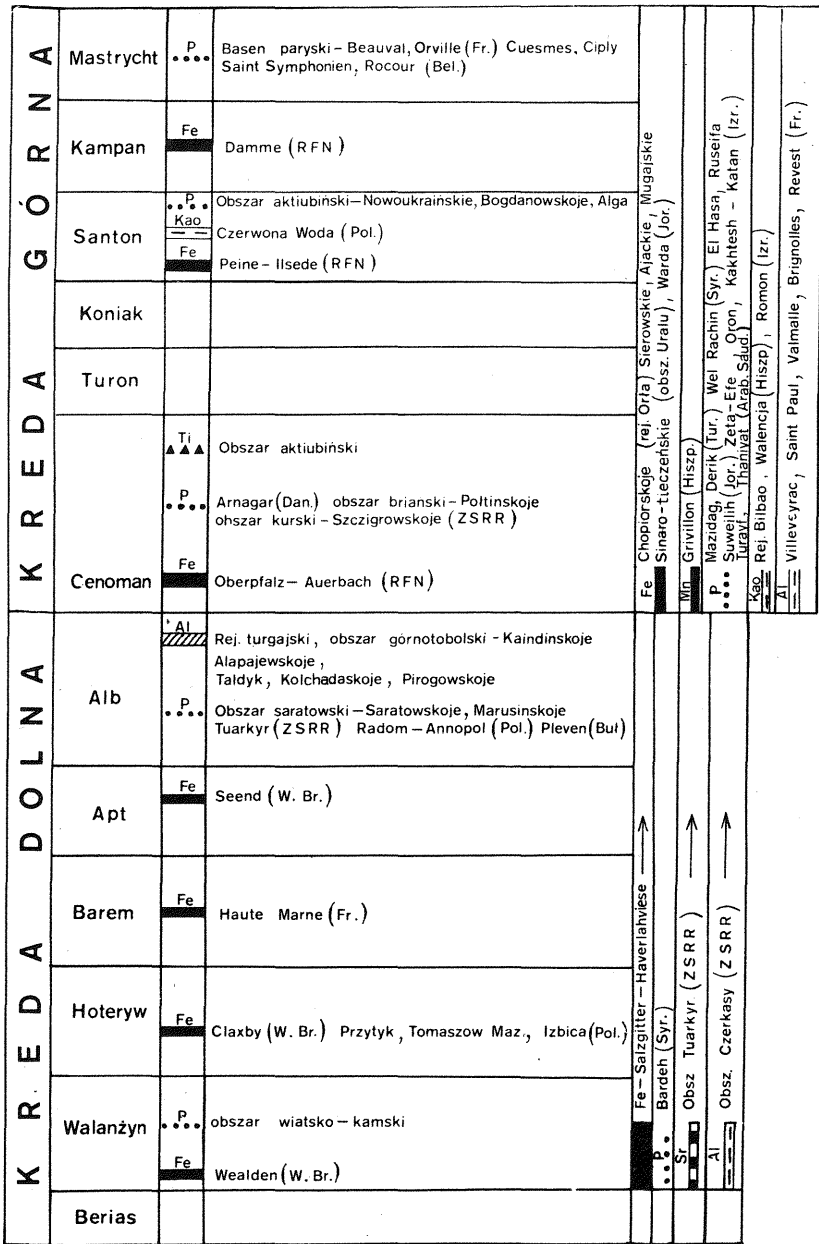 KREDA GÓRNA
Mastrycht
P
Basen paryski – Beauval, Orville (Fr.) Cuesmes, Ciply
Saint Symphonien, Rocour (Bel.)
Kampan
Fe
Damme (RFN)
Santon
P
Obszar aktiubiński – Nowoukraińskie, Bogdanowskoje, Alga
Kao
Czerwona Woda (Pol.)
Fe
Peine – Ilsede (RFN)
Koniak
Turon
Cenoman
Ti
Obszar aktiubiński
P
Arnagar (Dan.) obszar brianski – Połtinskoje
obszar kurski – Szczigrowskoje (ZSRR)
Fe
Oberpfalz – Auerbach (RFN)
KREDA DOLNA
Alb
Al
Rej. turgajski, obszar górnotobolski – Kaindinskoje
Alapajewskoje,
Tałdyk, Kolchadaskoje, Pirogowskoje
P
Obszar saratowski – Saratowskoje, Marusinskoje
Tuarkyr (ZSRR) Radom – Annopol (Pol.) Pleven (Buł)
Apt
Fe
Seend (W. Br.)
Barem
Fe
Haute Marne (Fr.)
Hoteryw
Fe
Claxby (W. Br.) Przytyk, Tomaszow Maz., Izbica (Pol.)
Walanżyn
P
obszar wiatsko – kamski
Fe
Wealden (W. Br.)
Berias
Fe
Chopiorskoje (rej. Orła) Sierowskie, Ajackie, Mugajskie
Sinaro-tieczeńskie (obsz. Uralu), Warda (Jor.)
Mn
Grivillon (Hiszp.)
P
Mazidag, Derik (Tur.) Wel Rachin (Syr.) El Hasa, Ruseifa
Suweilih (Jor.) Zeta – Efe, Oron, Kakhtesh – Katan (Izr.)
Turayf, Thaniyat (Arab. Saud.)
Kao
Rej. Bilbao, Walencja (Hiszp), Romon (Izr.)
Al
Villeveyrac, Saint Paul, Valmalle, Brignolles, Revest (Fr.)
Fe – Salzgitter – Haverlahviese
P
Bardeh (Syr.)
Sr
Obsz Tuarkyr. (ZSRR)
Al
Obsz. Czerkasy (ZSRR)